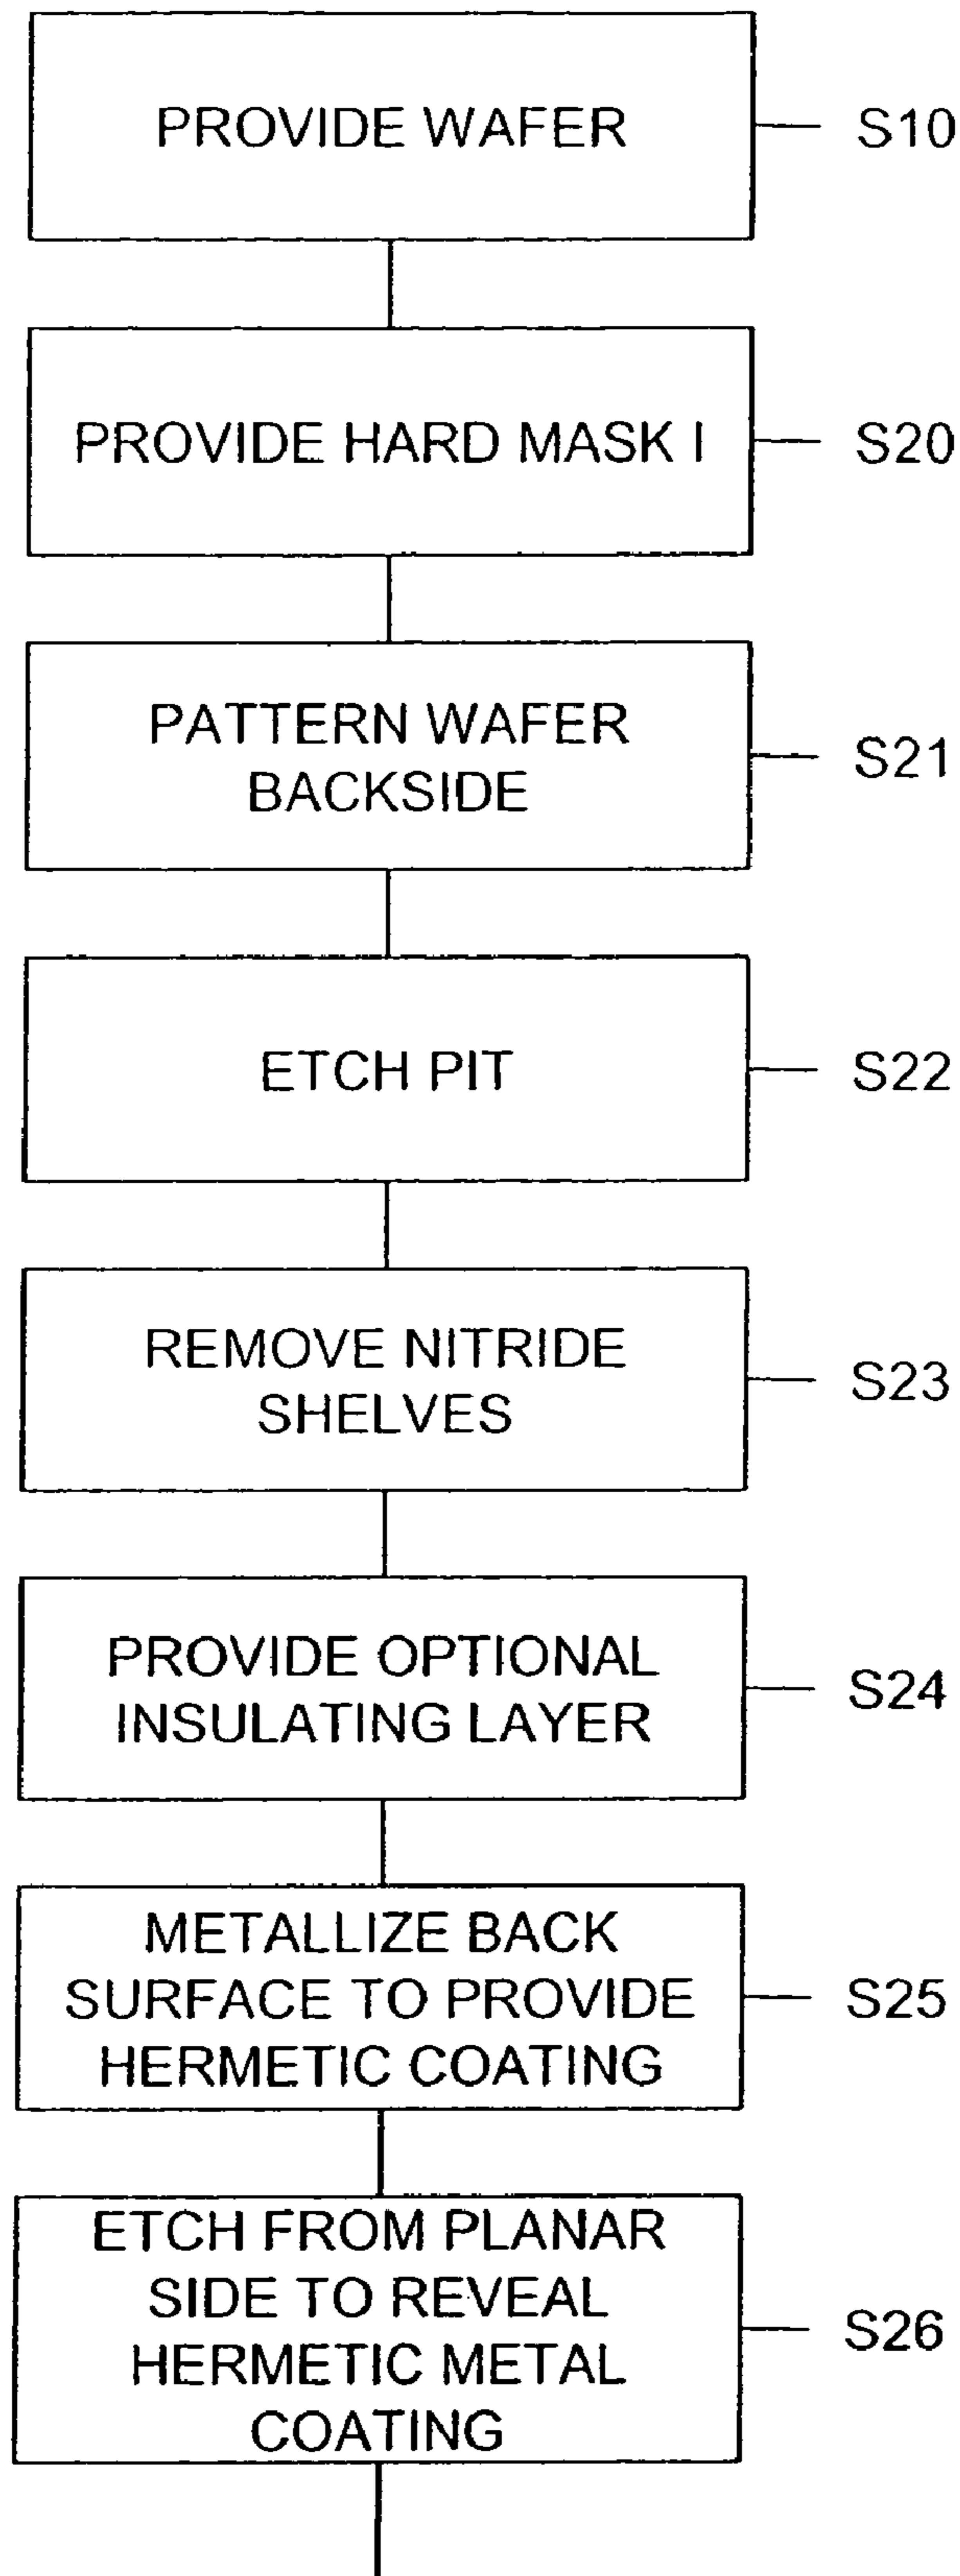 PROVIDE WAFER
S10
PROVIDE HARD MASK I
S20
PATTERN WAFER
BACKSIDE
S21
ETCH PIT
S22
REMOVE NITRIDE
SHELVES
S23
PROVIDE OPTIONAL
INSULATING LAYER
S24
METALLIZE BACK
SURFACE TO PROVIDE
HERMETIC COATING
S25
ETCH FROM PLANAR
SIDE TO REVEAL
HERMETIC METAL
COATING
S26